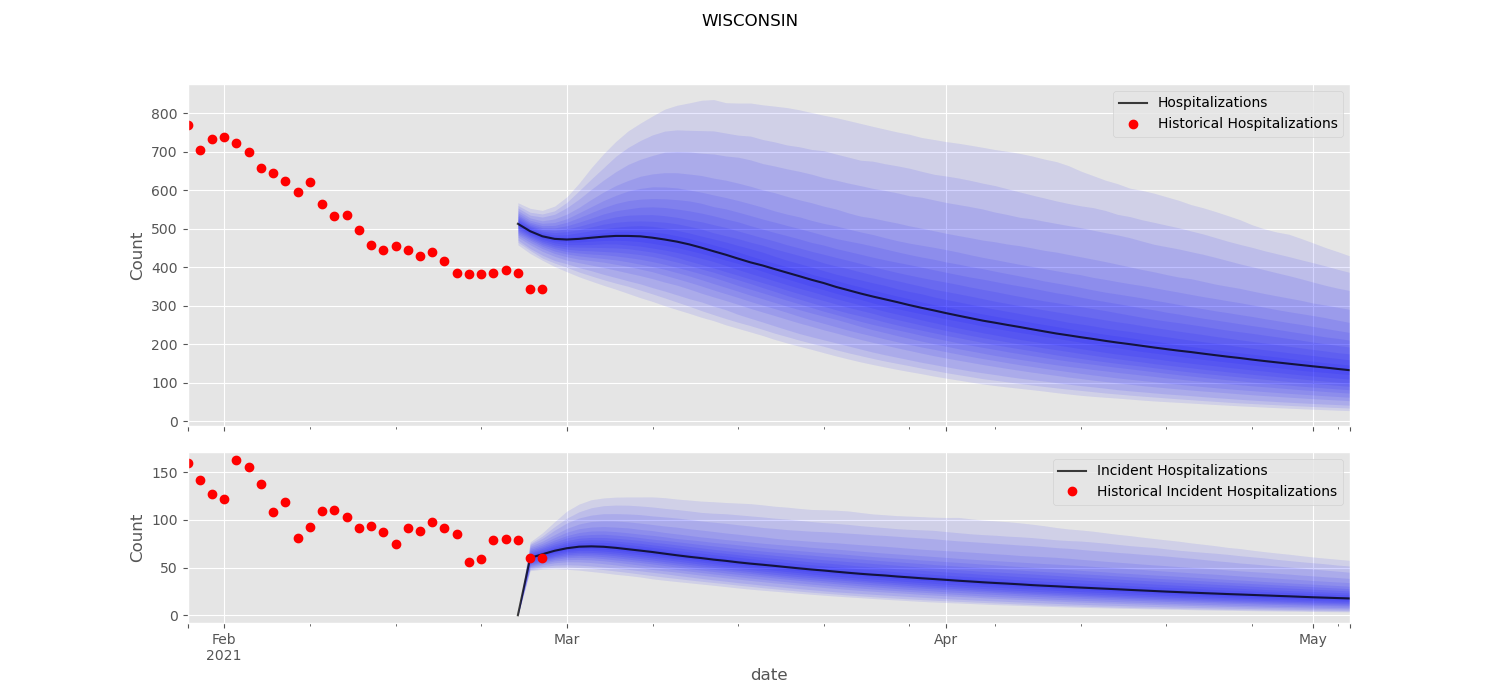 WISCONSIN
800
700
600
500
400
300
200
100
0
Count
Hospitalizations
Historical Hospitalizations
150
100
50
0
Count
Incident Hospitalizations
Historical Incident Hospitalizations
Feb
2021
Mar
Apr
May
date